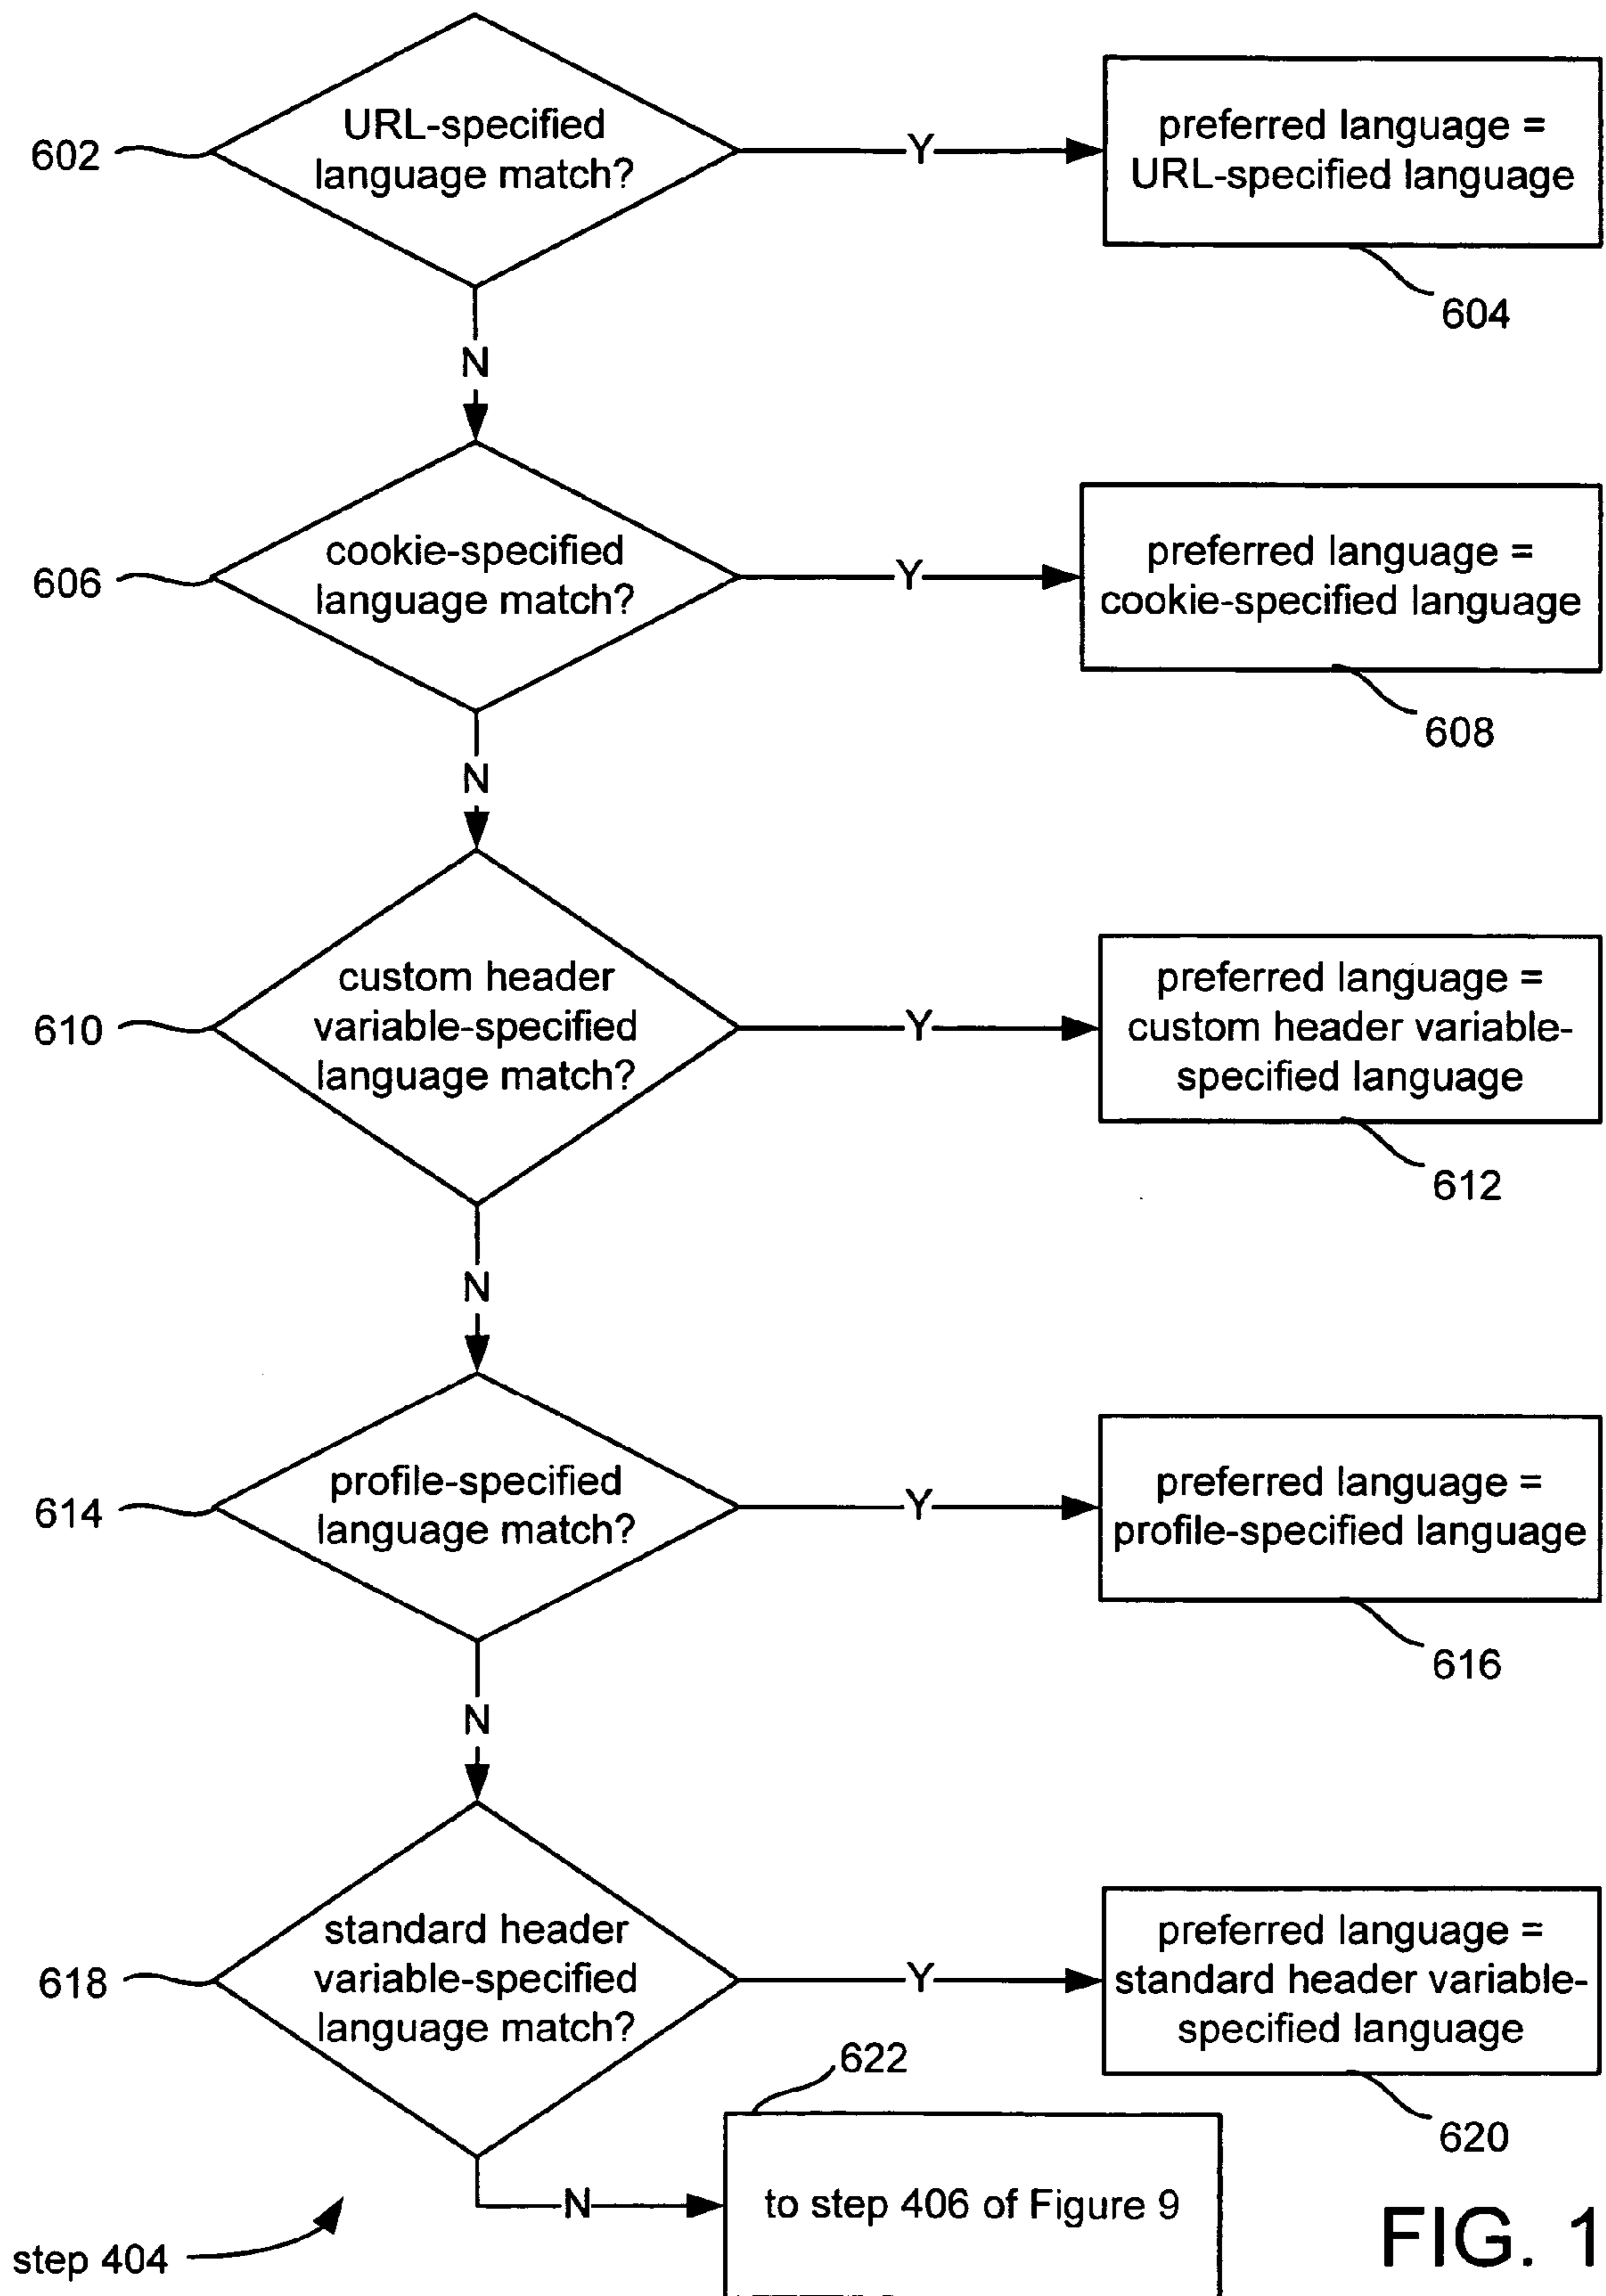 URL-specified
language match?
602
Y
preferred language =
URL-specified language
604
N
cookie-specified
language match?
606
Y
preferred language =
cookie-specified language
608
N
custom header
variable-specified
language match?
610
Y
preferred language =
custom header variable-
specified language
612
N
profile-specified
language match?
614
Y
preferred language =
profile-specified language
616
N
standard header
variable-specified
language match?
618
Y
preferred language =
standard header variable-
specified language
620
622
N
to step 406 of Figure 9
step 404
FIG. 1